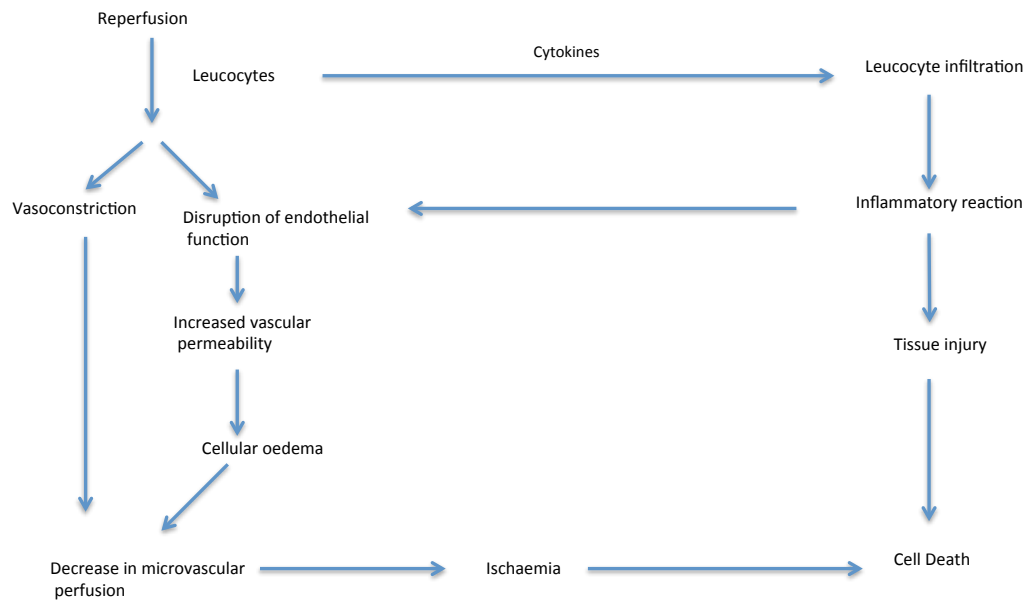 Reperfusion
Cytokines
Leucocytes
Leucocyte infiltration
Vasoconstriction
Disruption of endothelial
function
Inflammatory reaction
Increased vascular
permeability
Tissue injury
Cellular oedema
Decrease in microvascular
perfusion
Ischaemia
Cell Death